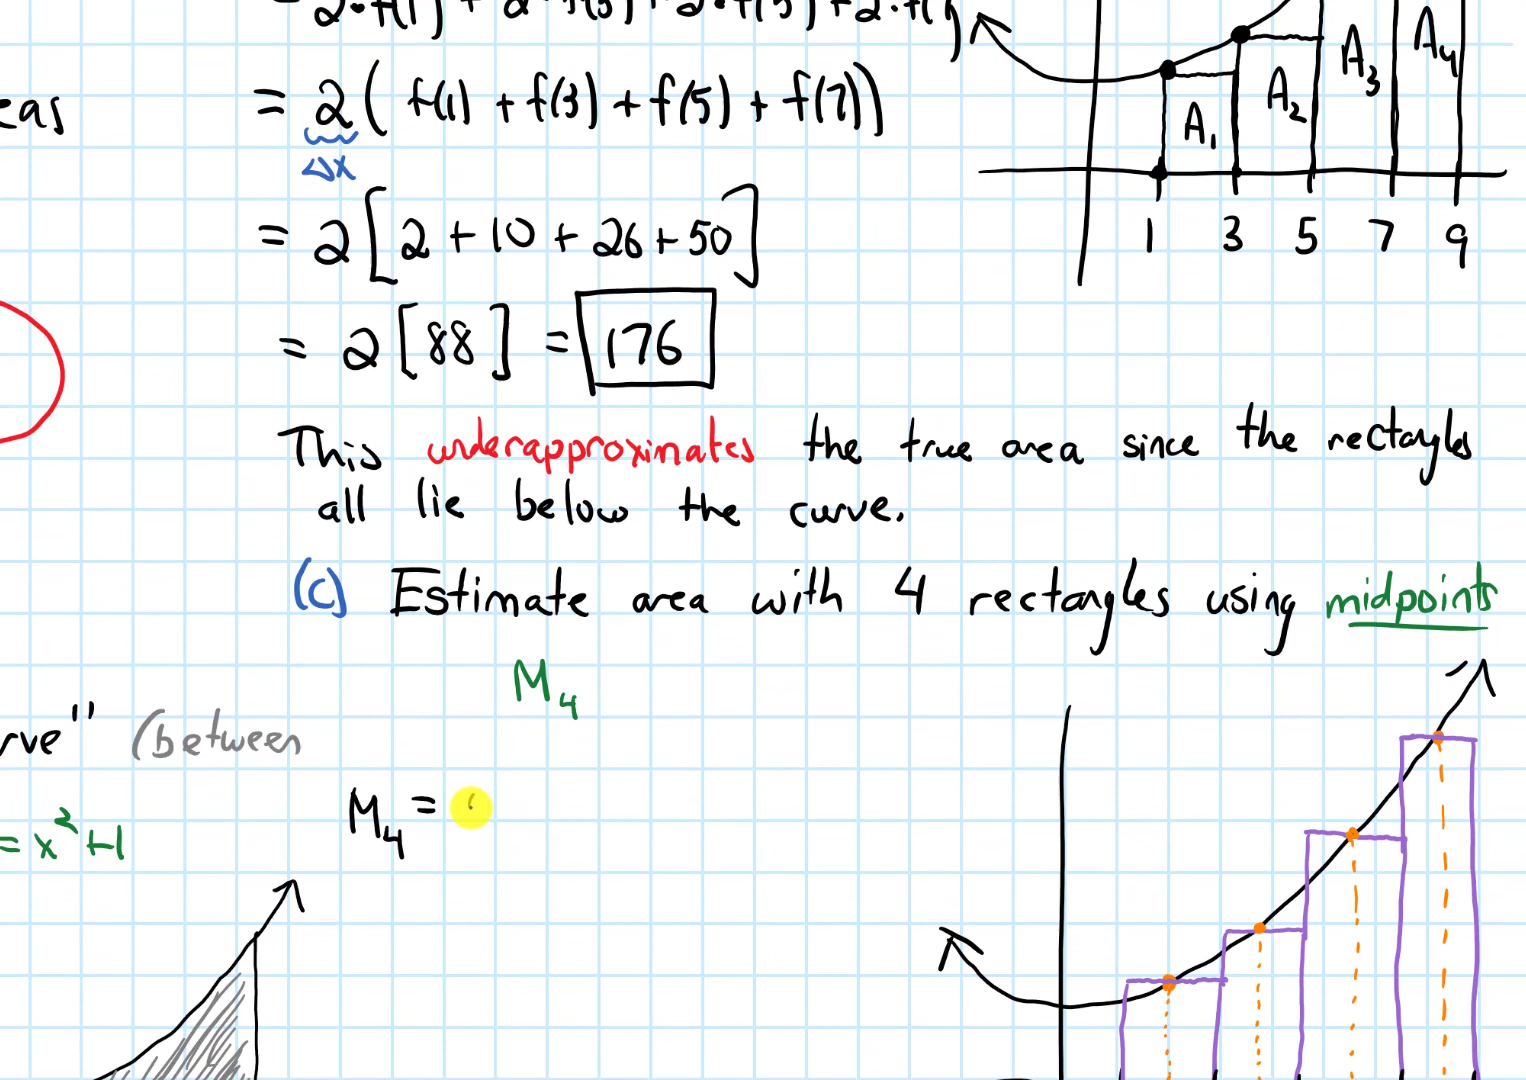 = 2•f(1) + 2•f(3) + 2•f(5) + 2•f(7)
eas
= 2( f(1) + f(3) + f(5) + f(7))
Δx
= 2[2 + 10 + 26 + 50]
= 2[88] = 176
A₁ A₂ A₃ A₄
1 3 5 7 9
This underapproximates the true area since the rectangles
all lie below the curve.
(c) Estimate area with 4 rectangles using midpoints
M₄
rve" (between
= x² + 1
M₄ =